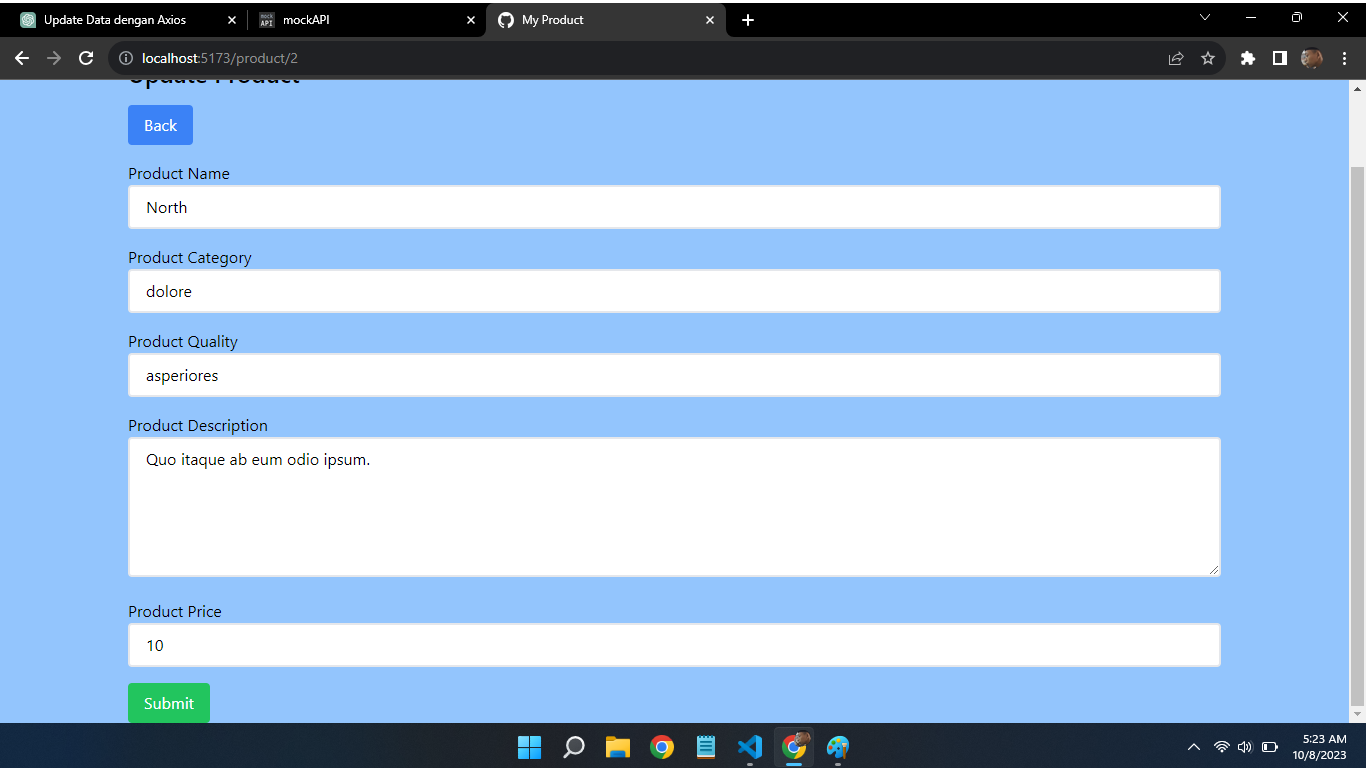 Update Data dengan Axios
mockAPI
My Product
localhost:5173/product/2
Update Product
Back
Product Name
North
Product Category
dolore
Product Quality
asperiores
Product Description
Quo itaque ab eum odio ipsum.
Product Price
10
Submit
5:23 AM
10/8/2023